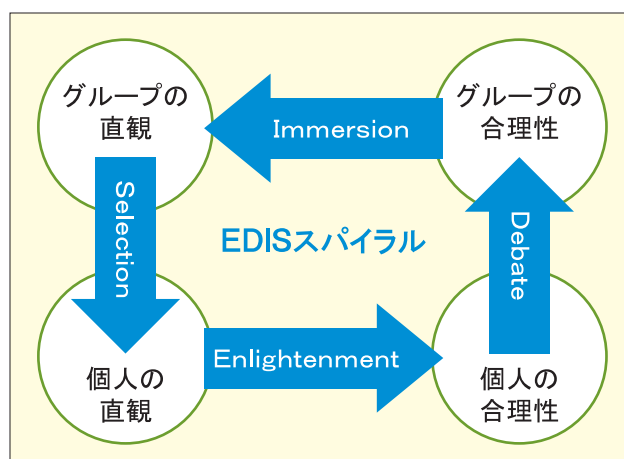 グループの
直観
Immersion
グループの
合理性
Selection
EDISスパイラル
Debate
個人の
直観
Enlightenment
個人の
合理性